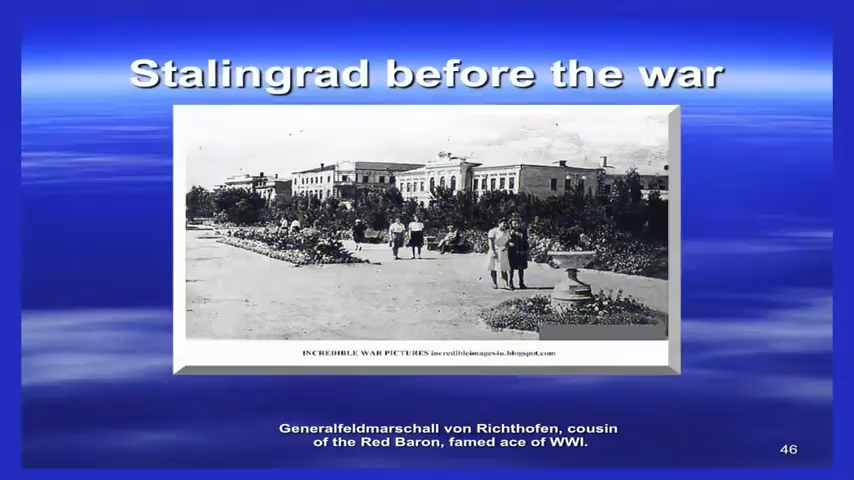 Stalingrad before the war
INCREDIBLE WAR PICTURES incredibleimages4u.blogspot.com
Generalfeldmarschall von Richthofen, cousin
of the Red Baron, famed ace of WWI.
46